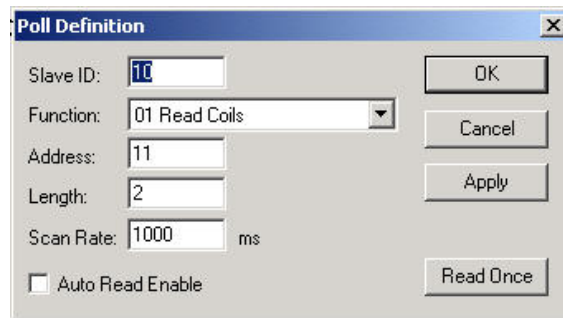 Poll Definition
Slave ID: 10
OK
Function: 01 Read Coils
Cancel
Address: 11
Length: 2
Apply
Scan Rate: 1000 ms
Auto Read Enable
Read Once